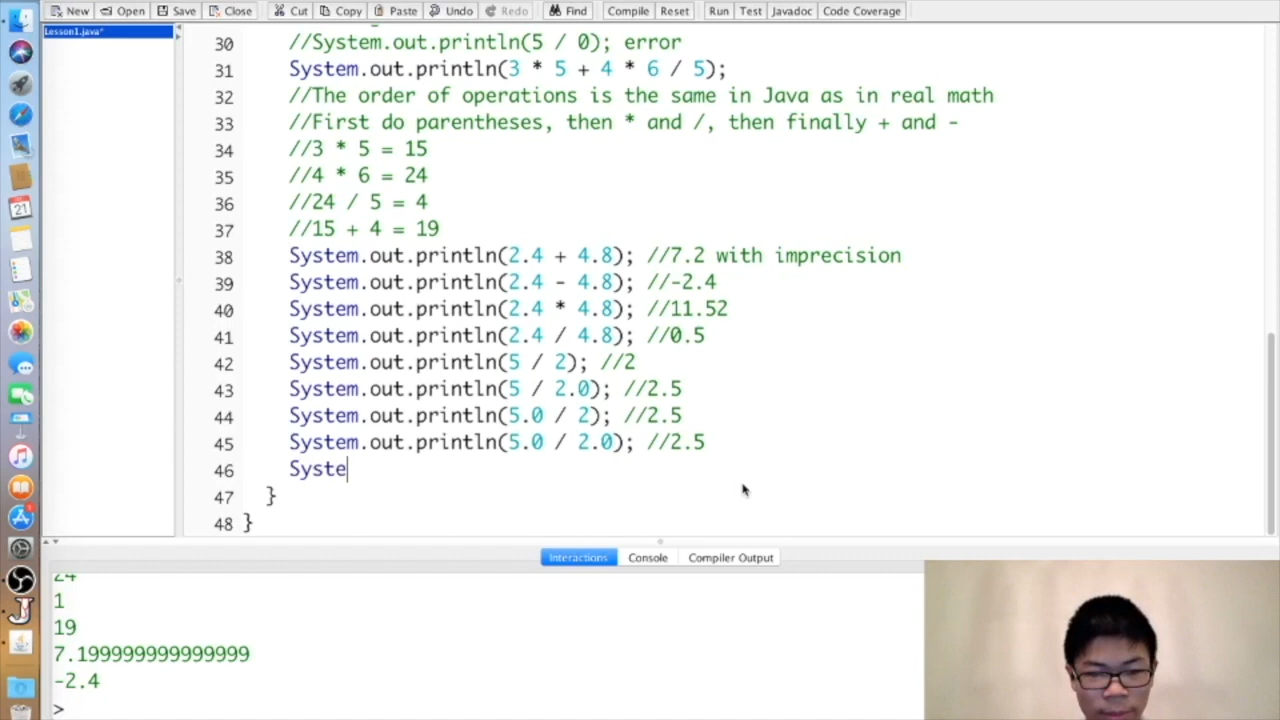 New Open Save Close Cut Copy Paste Undo Redo Find Compile Reset Run Test Javadoc Code Coverage
Lesson1.java*
30 //System.out.println(5 / 0); error
31 System.out.println(3 * 5 + 4 * 6 / 5);
32 //The order of operations is the same in Java as in real math
33 //First do parentheses, then * and /, then finally + and -
34 //3 * 5 = 15
35 //4 * 6 = 24
36 //24 / 5 = 4
37 //15 + 4 = 19
38 System.out.println(2.4 + 4.8); //7.2 with imprecision
39 System.out.println(2.4 - 4.8); //-2.4
40 System.out.println(2.4 * 4.8); //11.52
41 System.out.println(2.4 / 4.8); //0.5
42 System.out.println(5 / 2); //2
43 System.out.println(5 / 2.0); //2.5
44 System.out.println(5.0 / 2); //2.5
45 System.out.println(5.0 / 2.0); //2.5
46 Syste
47 }
48 }
Interactions Console Compiler Output
24
1
19
7.199999999999999
-2.4
>
21